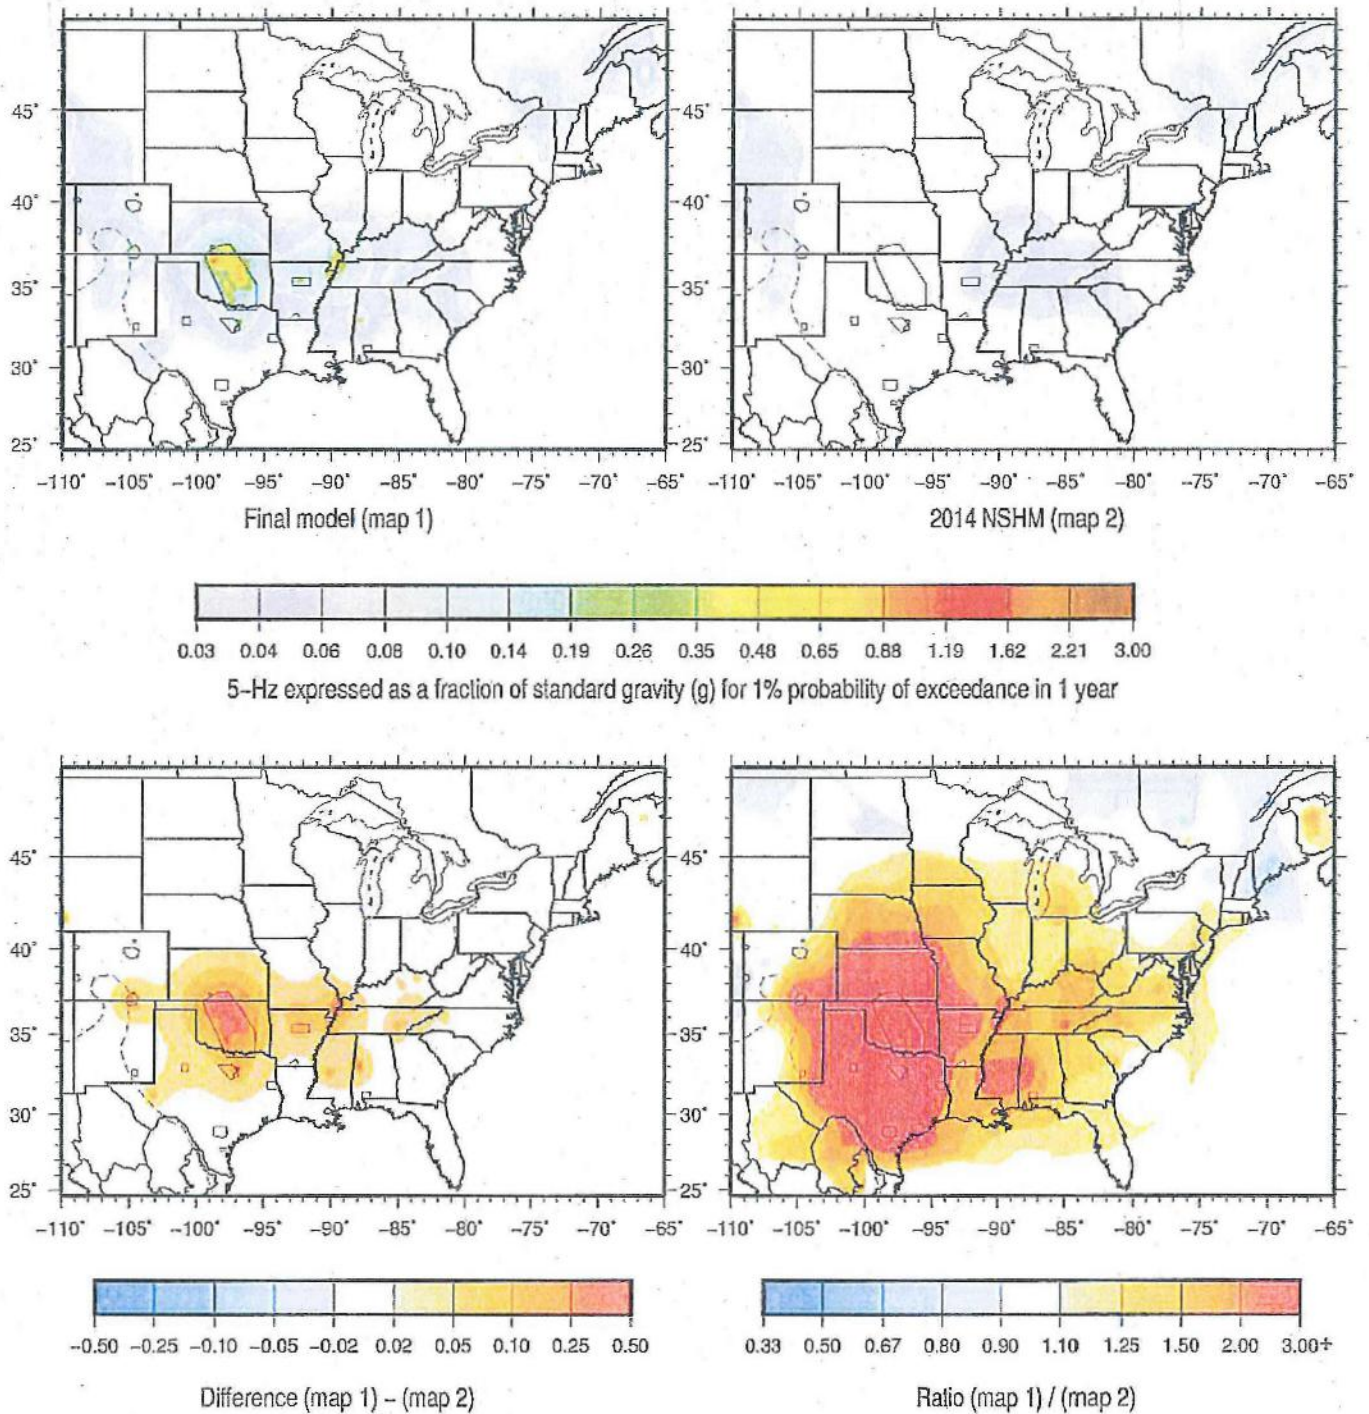 45° 45°
40° 40°
35° 35°
30° 30°
25° 25°
-110° -105° -100° -95° -90° -85° -80° -75° -70° -65° -110° -105° -100° -95° -90° -85° -80° -75° -70° -65°
Final model (map 1) 2014 NSHM (map 2)
0.03 0.04 0.06 0.08 0.10 0.14 0.19 0.26 0.35 0.48 0.65 0.88 1.19 1.62 2.21 3.00
5-Hz expressed as a fraction of standard gravity (g) for 1% probability of exceedance in 1 year
45° 45°
40° 40°
35° 35°
30° 30°
25° 25°
-110° -105° -100° -95° -90° -85° -80° -75° -70° -65° -110° -105° -100° -95° -90° -85° -80° -75° -70° -65°
-0.50 -0.25 -0.10 -0.05 -0.02 0.02 0.05 0.10 0.25 0.50 0.33 0.50 0.67 0.80 0.90 1.10 1.25 1.50 2.00 3.00+
Difference (map 1) - (map 2) Ratio (map 1) / (map 2)